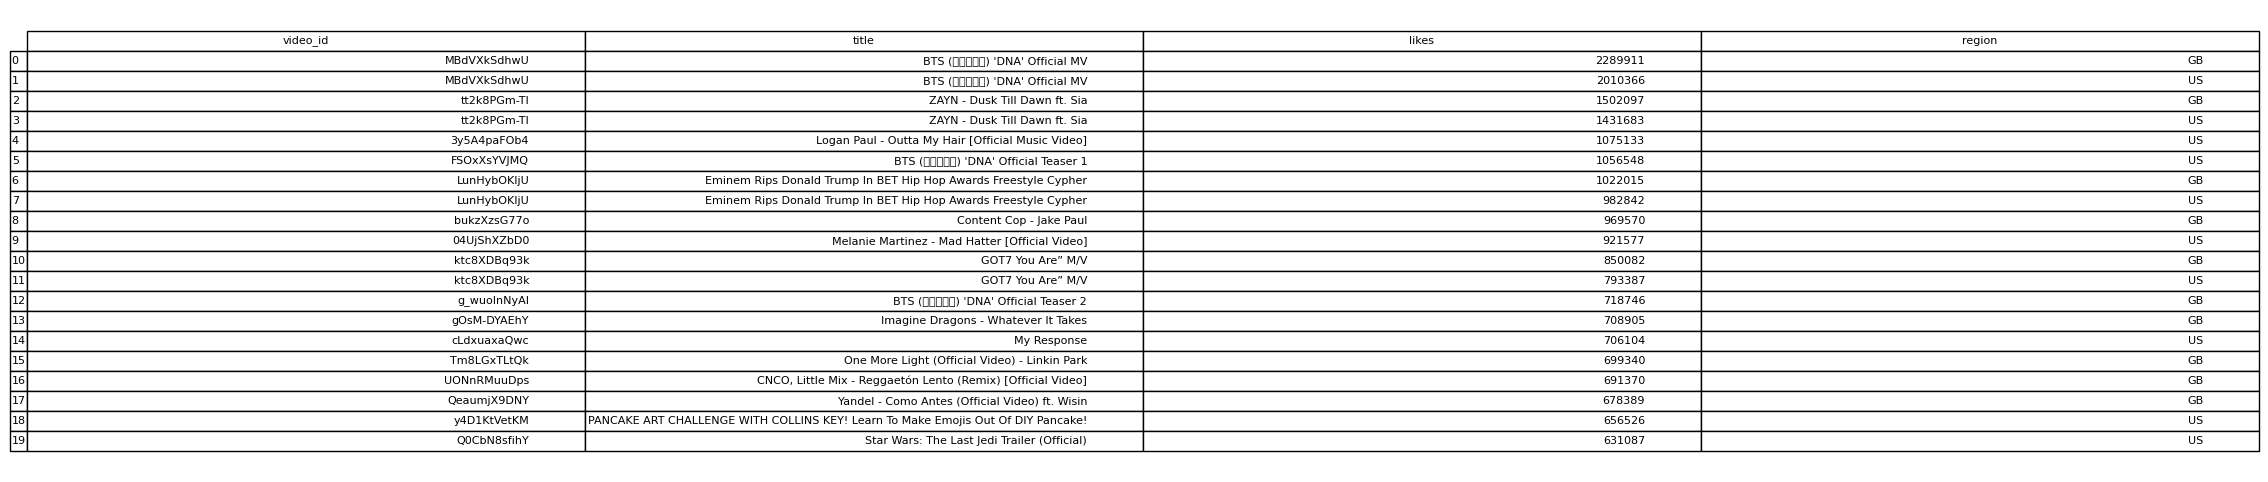 video_id title likes region
0 MBdVXkSdhwU BTS (▯▯▯▯▯) 'DNA' Official MV 2289911 GB
1 MBdVXkSdhwU BTS (▯▯▯▯▯) 'DNA' Official MV 2010366 US
2 tt2k8PGm-TI ZAYN - Dusk Till Dawn ft. Sia 1502097 GB
3 tt2k8PGm-TI ZAYN - Dusk Till Dawn ft. Sia 1431683 US
4 3y5A4paFOb4 Logan Paul - Outta My Hair [Official Music Video] 1075133 US
5 FSOxXsYVJMQ BTS (▯▯▯▯▯) 'DNA' Official Teaser 1 1056548 US
6 LunHybOKIjU Eminem Rips Donald Trump In BET Hip Hop Awards Freestyle Cypher 1022015 GB
7 LunHybOKIjU Eminem Rips Donald Trump In BET Hip Hop Awards Freestyle Cypher 982842 US
8 bukzXzsG77o Content Cop - Jake Paul 969570 GB
9 04UjShXZbD0 Melanie Martinez - Mad Hatter [Official Video] 921577 US
10 ktc8XDBq93k GOT7 You Are” M/V 850082 GB
11 ktc8XDBq93k GOT7 You Are” M/V 793387 US
12 g_wuolnNyAI BTS (▯▯▯▯▯) 'DNA' Official Teaser 2 718746 GB
13 gOsM-DYAEhY Imagine Dragons - Whatever It Takes 708905 GB
14 cLdxuaxaQwc My Response 706104 US
15 Tm8LGxTLtQk One More Light (Official Video) - Linkin Park 699340 GB
16 UONnRMuuDps CNCO, Little Mix - Reggaetón Lento (Remix) [Official Video] 691370 GB
17 QeaumjX9DNY Yandel - Como Antes (Official Video) ft. Wisin 678389 GB
18 y4D1KtVetKM PANCAKE ART CHALLENGE WITH COLLINS KEY! Learn To Make Emojis Out Of DIY Pancake! 656526 US
19 Q0CbN8sfihY Star Wars: The Last Jedi Trailer (Official) 631087 US